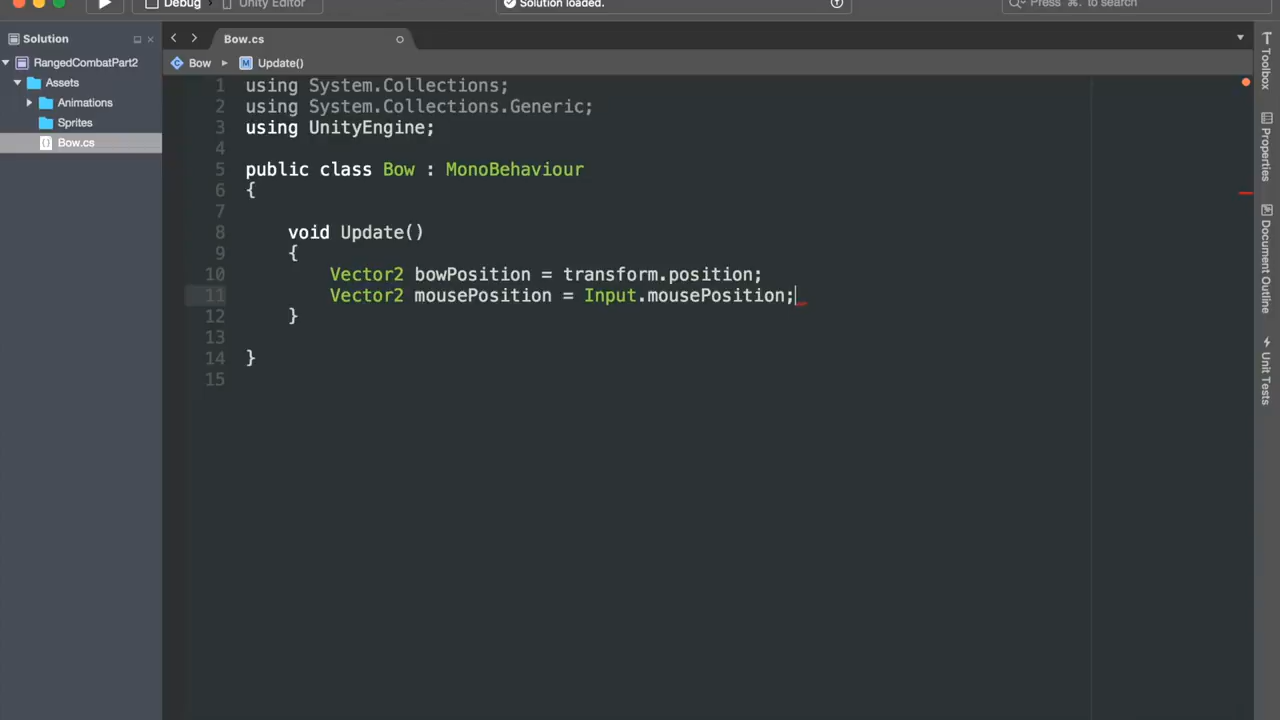 Debug
Unity Editor
Solution loaded.
Press ⌘. to search
Solution
Bow.cs
RangedCombatPart2
Bow
Update()
Assets
Animations
Sprites
Bow.cs
1 using System.Collections;
2 using System.Collections.Generic;
3 using UnityEngine;
4
5 public class Bow : MonoBehaviour
6 {
7
8 void Update()
9 {
10 Vector2 bowPosition = transform.position;
11 Vector2 mousePosition = Input.mousePosition;
12 }
13
14 }
15
Toolbox
Properties
Document Outline
Unit Tests